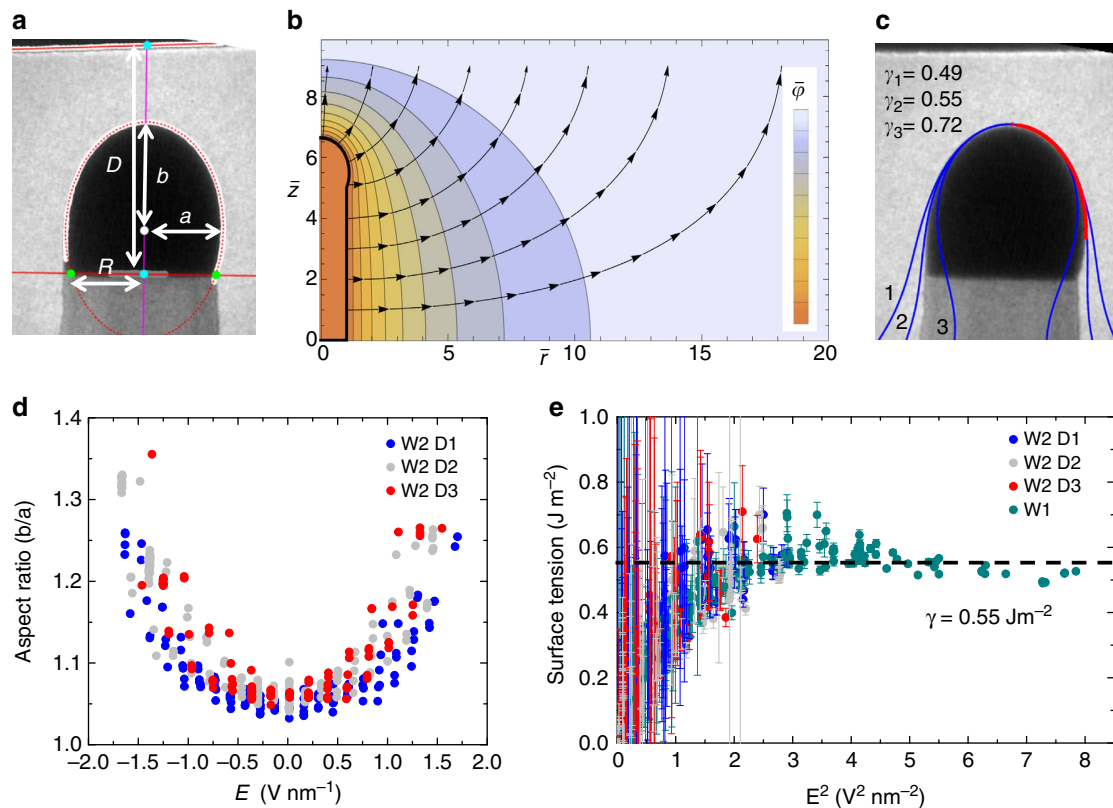 a
D
b
a
R
b
φ̄
z̄
6
4
2
0
0
5
10
15
20
r̄
c
γ₁= 0.49
γ₂= 0.55
γ₃= 0.72
1
2
3
d
1.4
1.3
1.2
1.1
1.0
Aspect ratio (b/a)
W2 D1
W2 D2
W2 D3
−2.0 −1.5 −1.0 −0.5 0.0 0.5 1.0 1.5 2.0
E (V nm⁻¹)
e
1.0
0.8
0.6
0.4
0.2
0.0
Surface tension (J m⁻²)
W2 D1
W2 D2
W2 D3
W1
γ = 0.55 Jm⁻²
0 1 2 3 4 5 6 7 8
E² (V² nm⁻²)